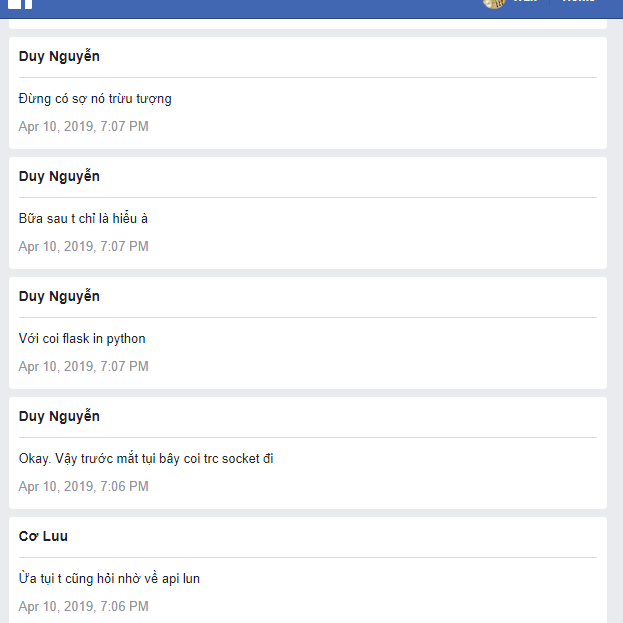 Duy Nguyễn
Đừng có sợ nó trừu tượng
Apr 10, 2019, 7:07 PM
Duy Nguyễn
Bữa sau t chỉ là hiểu à
Apr 10, 2019, 7:07 PM
Duy Nguyễn
Với coi flask in python
Apr 10, 2019, 7:07 PM
Duy Nguyễn
Okay. Vậy trước mắt tụi bây coi trc socket đi
Apr 10, 2019, 7:06 PM
Cơ Luu
Ừa tụi t cũng hỏi nhờ về api lun
Apr 10, 2019, 7:06 PM